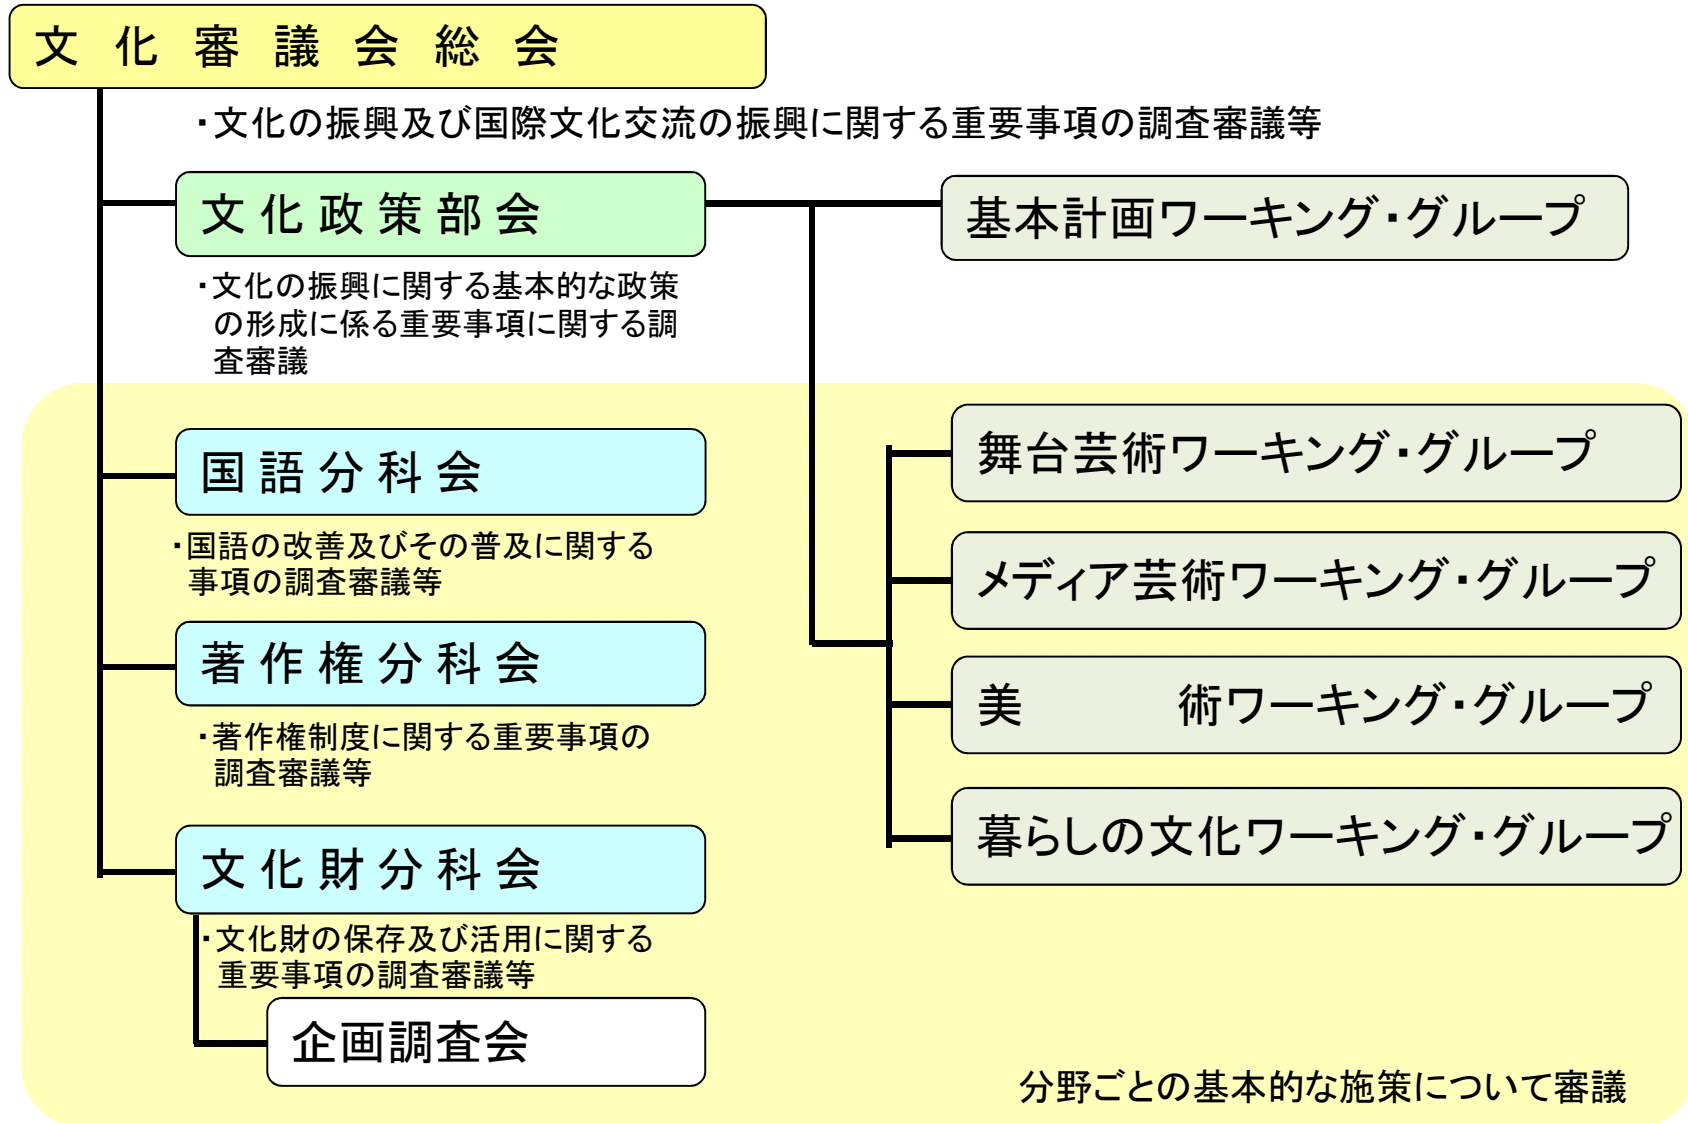 文化審議会総会
・文化の振興及び国際文化交流の振興に関する重要事項の調査審議等
文化政策部会
・文化の振興に関する基本的な政策
の形成に係る重要事項に関する調
査審議
基本計画ワーキング・グループ
国語分科会
・国語の改善及びその普及に関する
事項の調査審議等
著作権分科会
・著作権制度に関する重要事項の
調査審議等
文化財分科会
・文化財の保存及び活用に関する
重要事項の調査審議等
企画調査会
舞台芸術ワーキング・グループ
メディア芸術ワーキング・グループ
美　　　術ワーキング・グループ
暮らしの文化ワーキング・グループ
分野ごとの基本的な施策について審議